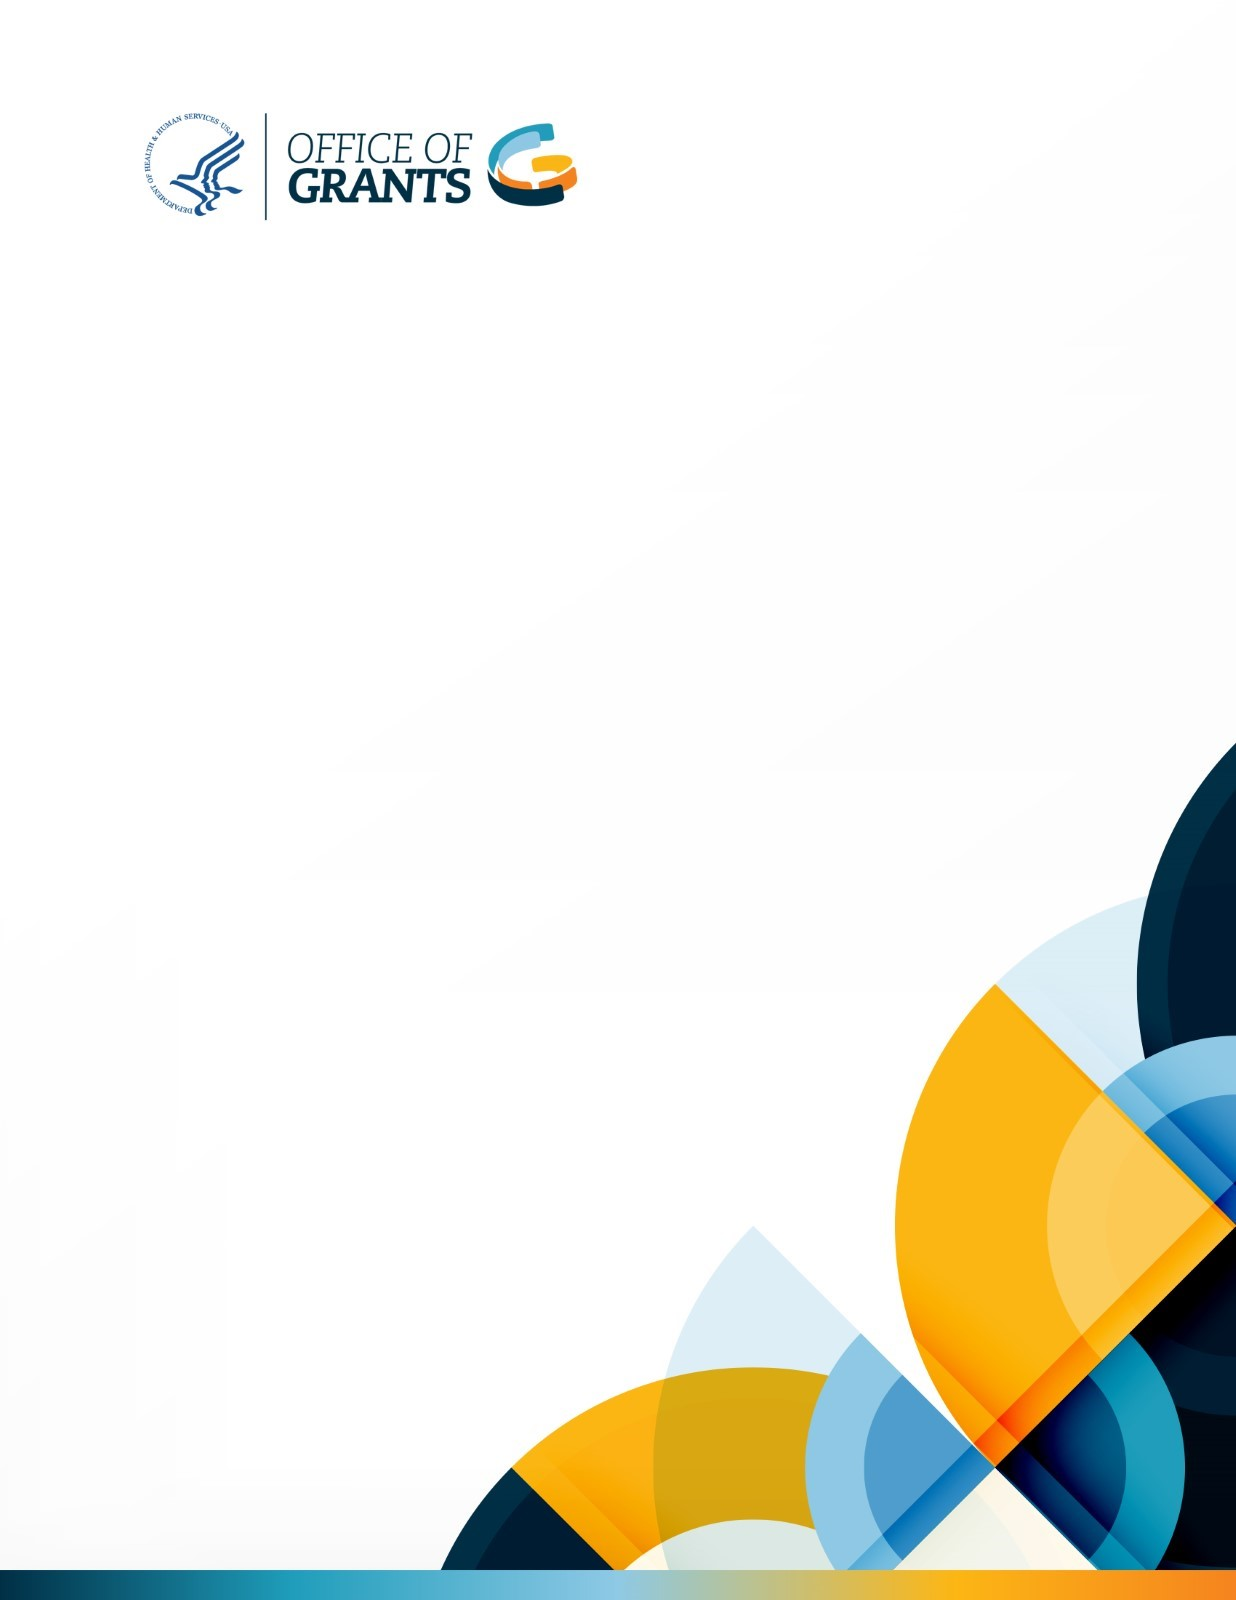 DEPARTMENT OF HEALTH & HUMAN SERVICES·USA
OFFICE OF
GRANTS